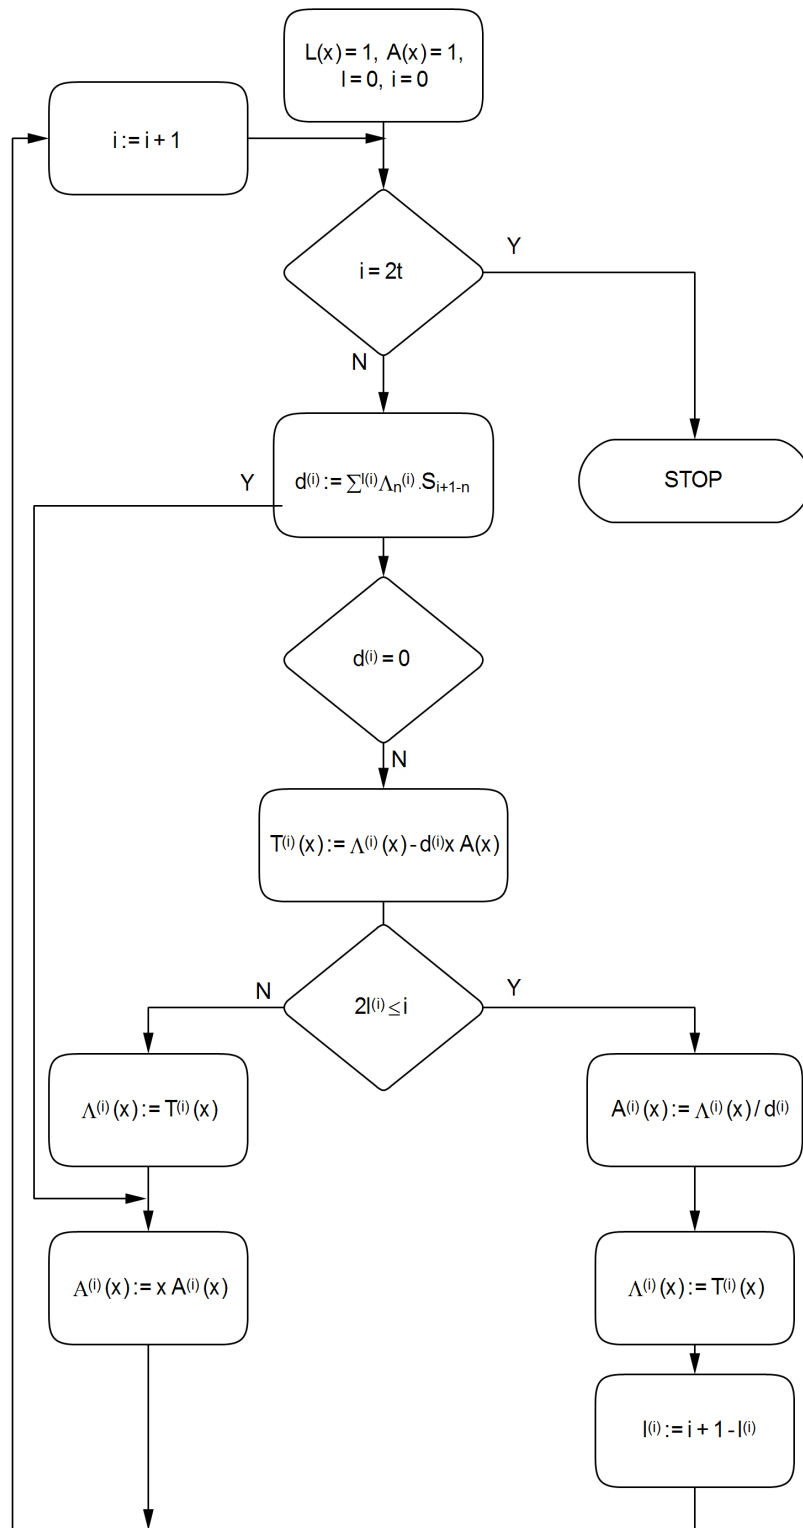 L(x) = 1, A(x) = 1,
l = 0, i = 0
i := i + 1
i = 2t
Y
N
STOP
Y
d⁽ⁱ⁾ := ∑ˡ⁽ⁱ⁾Λₙ⁽ⁱ⁾.Sᵢ₊₁₋ₙ
d⁽ⁱ⁾ = 0
N
T⁽ⁱ⁾(x) := Λ⁽ⁱ⁾(x) - d⁽ⁱ⁾x A(x)
N
2l⁽ⁱ⁾ ≤ i
Y
Λ⁽ⁱ⁾(x) := T⁽ⁱ⁾(x)
A⁽ⁱ⁾(x) := Λ⁽ⁱ⁾(x) / d⁽ⁱ⁾
A⁽ⁱ⁾(x) := x A⁽ⁱ⁾(x)
Λ⁽ⁱ⁾(x) := T⁽ⁱ⁾(x)
l⁽ⁱ⁾ := i + 1 - l⁽ⁱ⁾